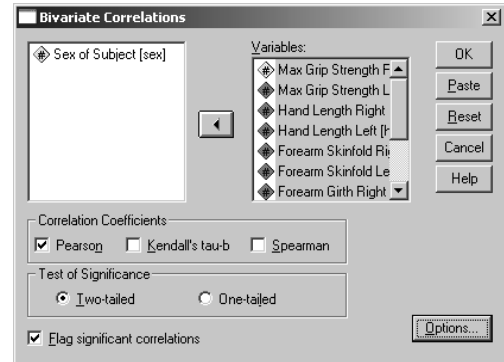 Bivariate Correlations
Sex of Subject [sex]
Variables:
Max Grip Strength F
Max Grip Strength L
Hand Length Right
Hand Length Left [h
Forearm Skinfold Rig
Forearm Skinfold Le
Forearm Girth Right
OK
Paste
Reset
Cancel
Help
Correlation Coefficients
Pearson Kendall's tau-b Spearman
Test of Significance
Two-tailed One-tailed
Flag significant correlations
Options...